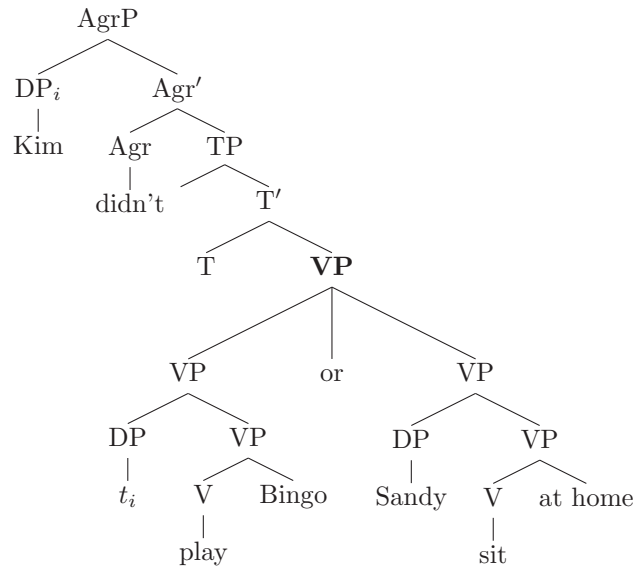 AgrP
DPᵢ Agr′
Kim Agr TP
didn't T′
T VP
VP or VP
DP VP DP VP
tᵢ V Bingo Sandy V at home
play sit